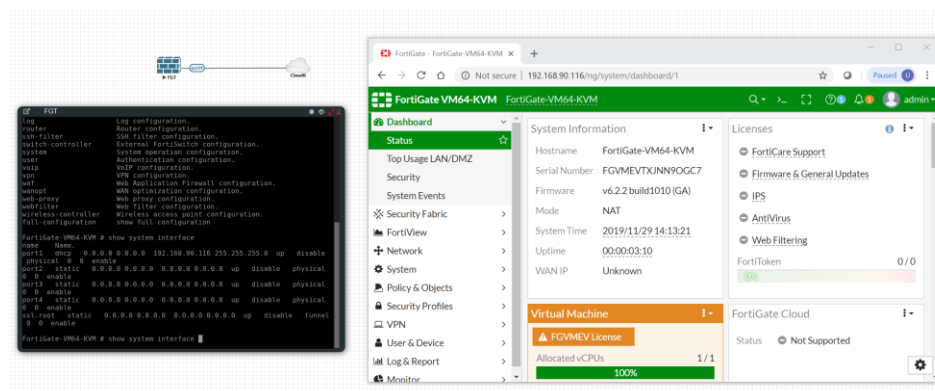 port1
FGT
Cloud0
FGT
log Log configuration.
router Router configuration.
ssh-filter SSH filter configuration.
switch-controller External FortiSwitch configuration.
system System operation configuration.
user Authentication configuration.
voip VoIP configuration.
vpn VPN configuration.
waf Web Application Firewall configuration.
wanopt WAN optimization configuration.
web-proxy Web proxy configuration.
webfilter Web filter configuration.
wireless-controller Wireless access point configuration.
full-configuration show full configuration
FortiGate-VM64-KVM # show system interface
name Name.
port1 dhcp 0.0.0.0 0.0.0.0 192.168.90.116 255.255.255.0 up disable
physical 0 0 enable
port2 static 0.0.0.0 0.0.0.0 0.0.0.0 0.0.0.0 up disable physical
0 0 enable
port3 static 0.0.0.0 0.0.0.0 0.0.0.0 0.0.0.0 up disable physical
0 0 enable
port4 static 0.0.0.0 0.0.0.0 0.0.0.0 0.0.0.0 up disable physical
0 0 enable
ssl.root static 0.0.0.0 0.0.0.0 0.0.0.0 0.0.0.0 up disable tunnel
0 0 enable
FortiGate-VM64-KVM # show system interface
FortiGate - FortiGate-VM64-KVM
Not secure 192.168.90.116/ng/system/dashboard/1
Paused U
FortiGate VM64-KVM FortiGate-VM64-KVM
admin
Dashboard
Status
Top Usage LAN/DMZ
Security
System Events
Security Fabric
FortiView
Network
System
Policy & Objects
Security Profiles
VPN
User & Device
Log & Report
Monitor
System Information
Hostname FortiGate-VM64-KVM
Serial Number FGVMEVTXJNN9OGC7
Firmware v6.2.2 build1010 (GA)
Mode NAT
System Time 2019/11/29 14:13:21
Uptime 00:00:03:10
WAN IP Unknown
Licenses
FortiCare Support
Firmware & General Updates
IPS
AntiVirus
Web Filtering
FortiToken 0/0
Virtual Machine
FGVMEV License
Allocated vCPUs 1/1
100%
FortiGate Cloud
Status Not Supported